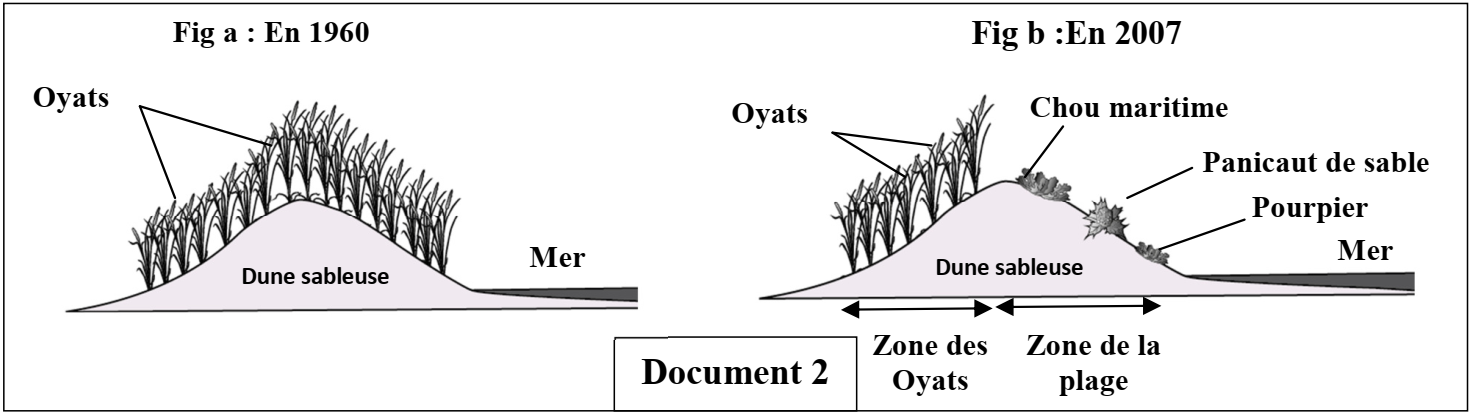 Fig a : En 1960
Oyats
Mer
Dune sableuse
Fig b :En 2007
Oyats
Chou maritime
Panicaut de sable
Pourpier
Mer
Dune sableuse
Zone des
Oyats
Zone de la
plage
Document 2